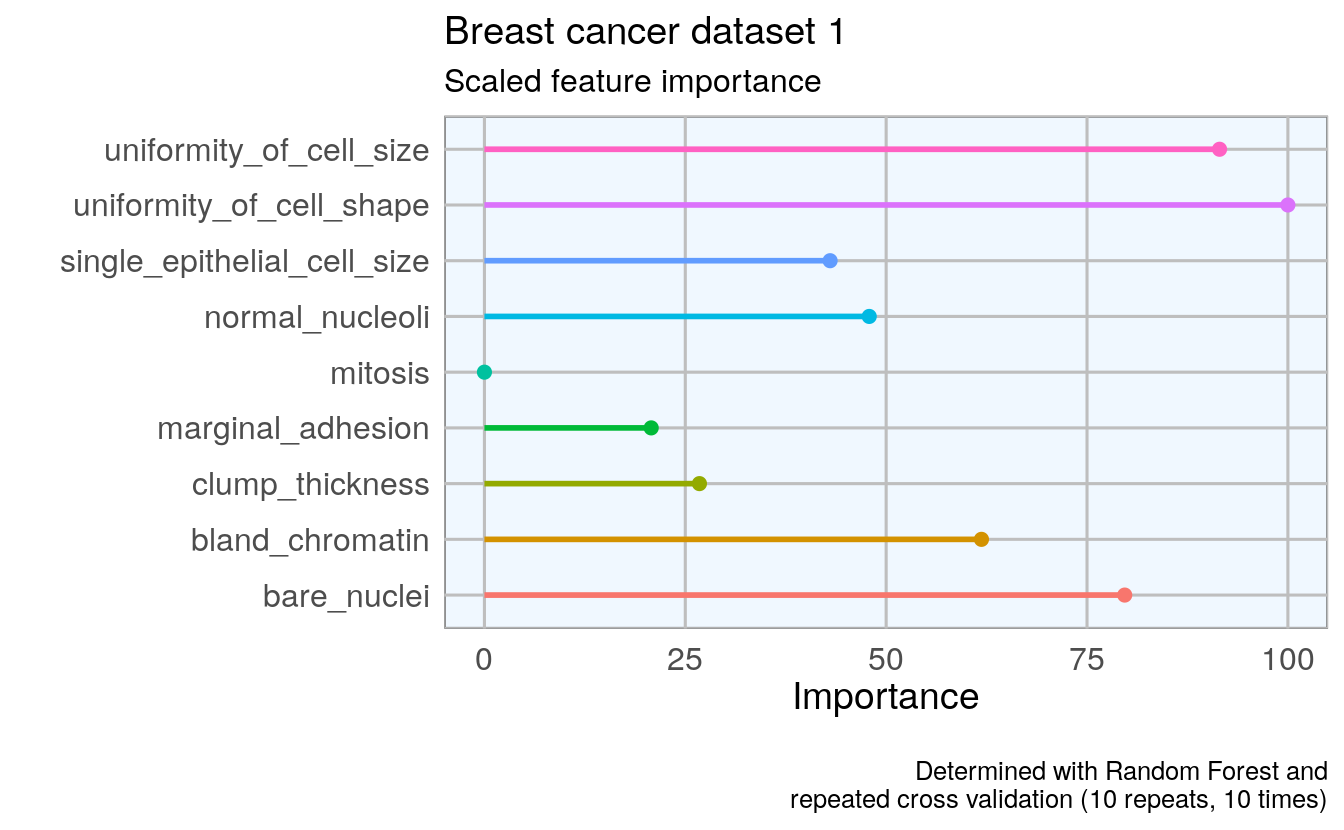 Breast cancer dataset 1
Scaled feature importance
uniformity_of_cell_size
uniformity_of_cell_shape
single_epithelial_cell_size
normal_nucleoli
mitosis
marginal_adhesion
clump_thickness
bland_chromatin
bare_nuclei
0 25 50 75 100
Importance
Determined with Random Forest and
repeated cross validation (10 repeats, 10 times)